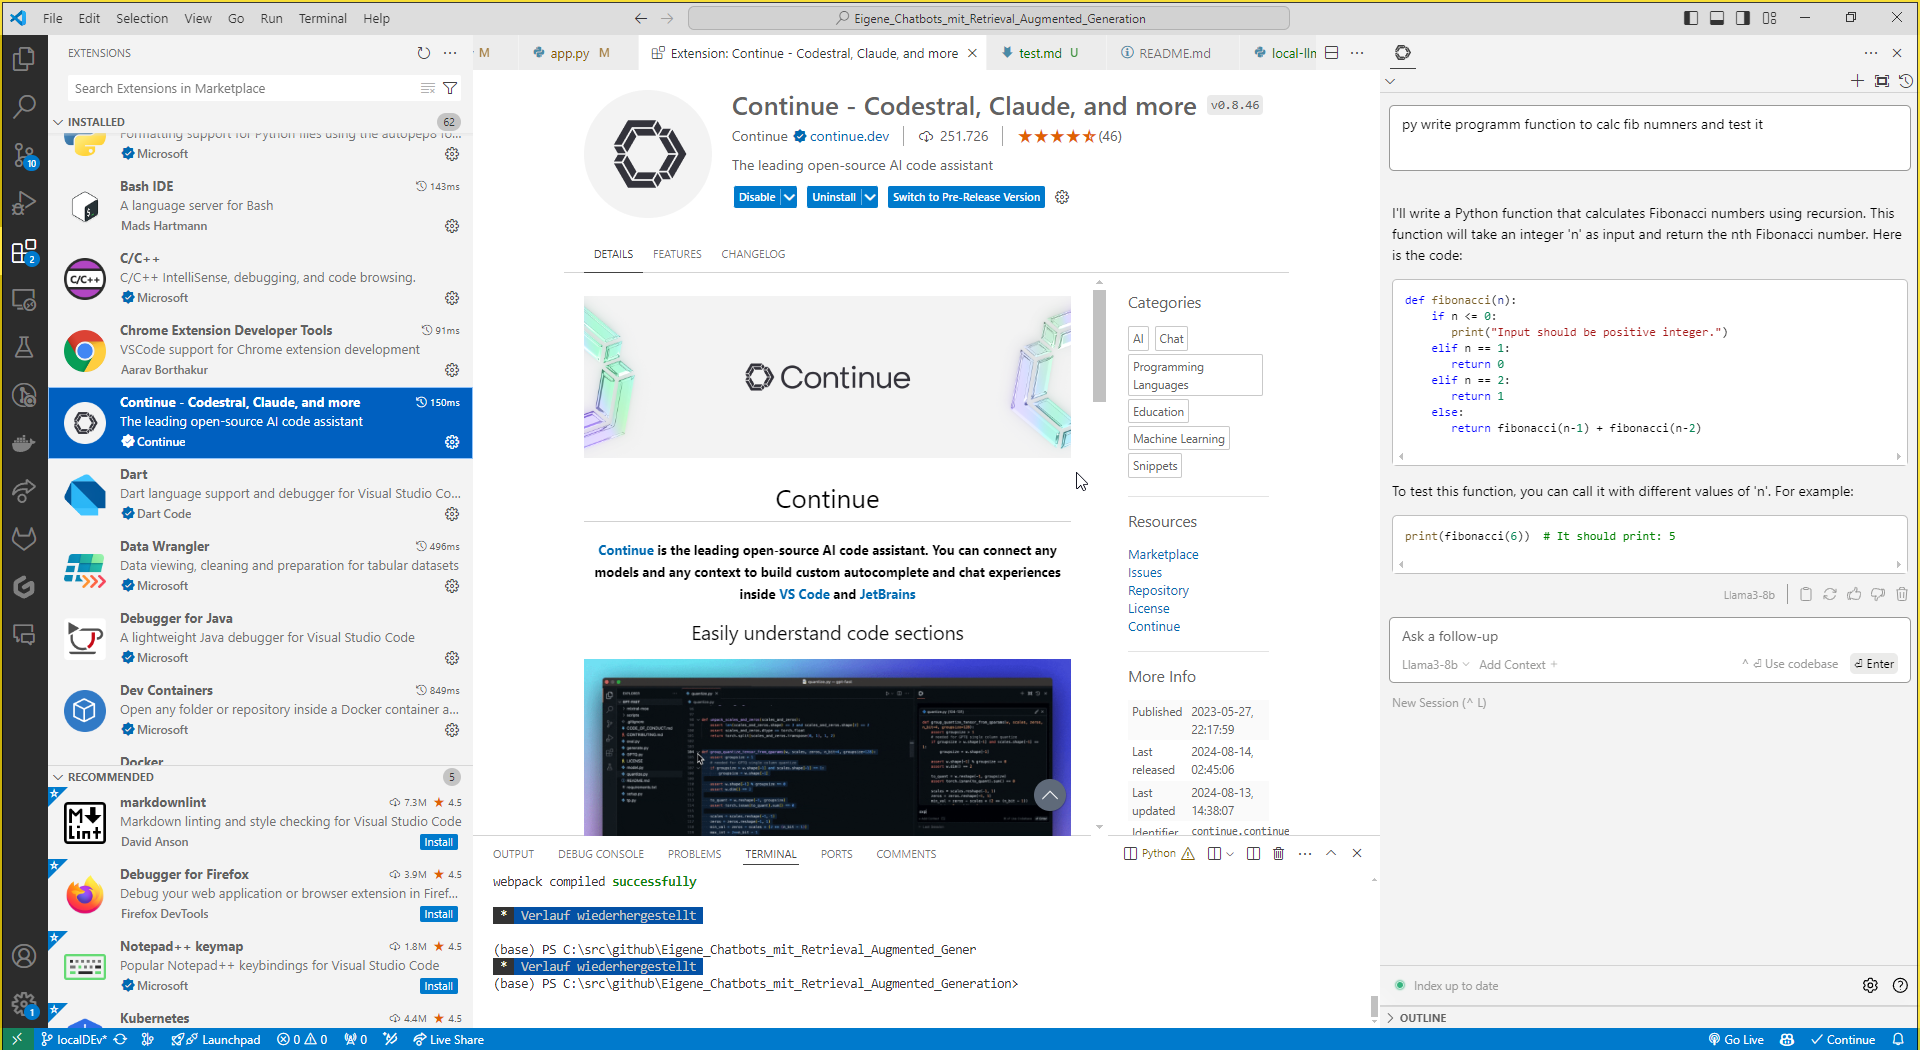 File Edit Selection View Go Run Terminal Help
Eigene_Chatbots_mit_Retrieval_Augmented_Generation
EXTENSIONS
Search Extensions in Marketplace
INSTALLED 62
Formatting support for Python files using the autopep8 fo...
Microsoft
Bash IDE 143ms
A language server for Bash
Mads Hartmann
C/C++
C/C++
C/C++ IntelliSense, debugging, and code browsing.
Microsoft
Chrome Extension Developer Tools 91ms
VSCode support for Chrome extension development
Aarav Borthakur
Continue - Codestral, Claude, and more 150ms
The leading open-source AI code assistant
Continue
Dart
Dart language support and debugger for Visual Studio Co...
Dart Code
Data Wrangler 496ms
Data viewing, cleaning and preparation for tabular datasets
Microsoft
Debugger for Java
A lightweight Java debugger for Visual Studio Code
Microsoft
Dev Containers 849ms
Open any folder or repository inside a Docker container a...
Microsoft
Docker
RECOMMENDED 5
markdownlint 7.3M 4.5
Markdown linting and style checking for Visual Studio Code
David Anson Install
M Lint
Debugger for Firefox 3.9M 4.5
Debug your web application or browser extension in Firef...
Firefox DevTools Install
Notepad++ keymap 1.8M 4.5
Popular Notepad++ keybindings for Visual Studio Code
Microsoft Install
Kubernetes 4.4M 4.5
10
2
1
M app.py M Extension: Continue - Codestral, Claude, and more test.md U README.md local-lln
Continue - Codestral, Claude, and more v0.8.46
Continue continue.dev 251.726 (46)
The leading open-source AI code assistant
Disable Uninstall Switch to Pre-Release Version
DETAILS FEATURES CHANGELOG
Continue
Continue
Continue is the leading open-source AI code assistant. You can connect any
models and any context to build custom autocomplete and chat experiences
inside VS Code and JetBrains
Easily understand code sections
Categories
AI Chat
Programming
Languages
Education
Machine Learning
Snippets
Resources
Marketplace
Issues
Repository
License
Continue
More Info
Published 2023-05-27,
22:17:59
Last 2024-08-14,
released 02:45:06
Last 2024-08-13,
updated 14:38:07
Identifier continue.continue
OUTPUT DEBUG CONSOLE PROBLEMS TERMINAL PORTS COMMENTS Python
webpack compiled successfully
* Verlauf wiederhergestellt
(base) PS C:\src\github\Eigene_Chatbots_mit_Retrieval_Augmented_Gener
* Verlauf wiederhergestellt
(base) PS C:\src\github\Eigene_Chatbots_mit_Retrieval_Augmented_Generation>
py write programm function to calc fib numners and test it
I'll write a Python function that calculates Fibonacci numbers using recursion. This
function will take an integer 'n' as input and return the nth Fibonacci number. Here
is the code:
def fibonacci(n):
if n <= 0:
print("Input should be positive integer.")
elif n == 1:
return 0
elif n == 2:
return 1
else:
return fibonacci(n-1) + fibonacci(n-2)
To test this function, you can call it with different values of 'n'. For example:
print(fibonacci(6)) # It should print: 5
Llama3-8b
Ask a follow-up
Llama3-8b Add Context + ^ ⏎ Use codebase ⏎ Enter
New Session (^ L)
Index up to date
OUTLINE
localDEv* Launchpad 0 0 0 Live Share Go Live Continue